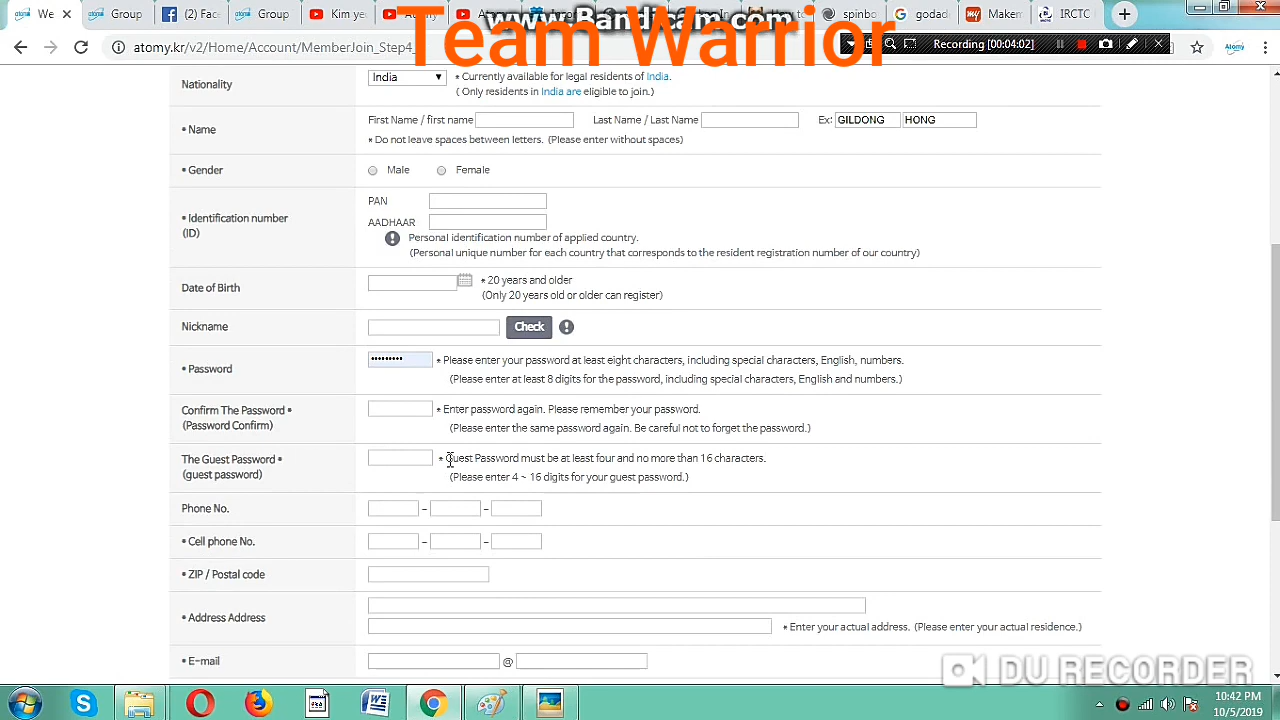 We
Group
(3) Fan
Kim ye
spinbo
godac
Maker
IRCTC
www.BANDICAM.com
Team Warrior
atomy.kr/v2/Home/Account/MemberJoin_Step4_
Recording [00:04:02]
Atomy
Nationality
India
* Currently available for legal residents of India.
( Only residents in India are eligible to join.)
• Name
First Name / first name
Last Name / Last Name
Ex:
GILDONG
HONG
* Do not leave spaces between letters. (Please enter without spaces)
• Gender
Male
Female
• Identification number
(ID)
PAN
AADHAAR
Personal identification number of applied country.
(Personal unique number for each country that corresponds to the resident registration number of our country)
Date of Birth
* 20 years and older
(Only 20 years old or older can register)
Nickname
Check
• Password
•••••••••
* Please enter your password at least eight characters, including special characters, English, numbers.
(Please enter at least 8 digits for the password, including special characters, English and numbers.)
Confirm The Password •
(Password Confirm)
* Enter password again. Please remember your password.
(Please enter the same password again. Be careful not to forget the password.)
The Guest Password •
(guest password)
* Guest Password must be at least four and no more than 16 characters.
(Please enter 4 ~ 16 digits for your guest password.)
Phone No.
– –
• Cell phone No.
– –
• ZIP / Postal code
• Address Address
* Enter your actual address. (Please enter your actual residence.)
• E-mail
@
DU RECORDER
10:42 PM
10/5/2019